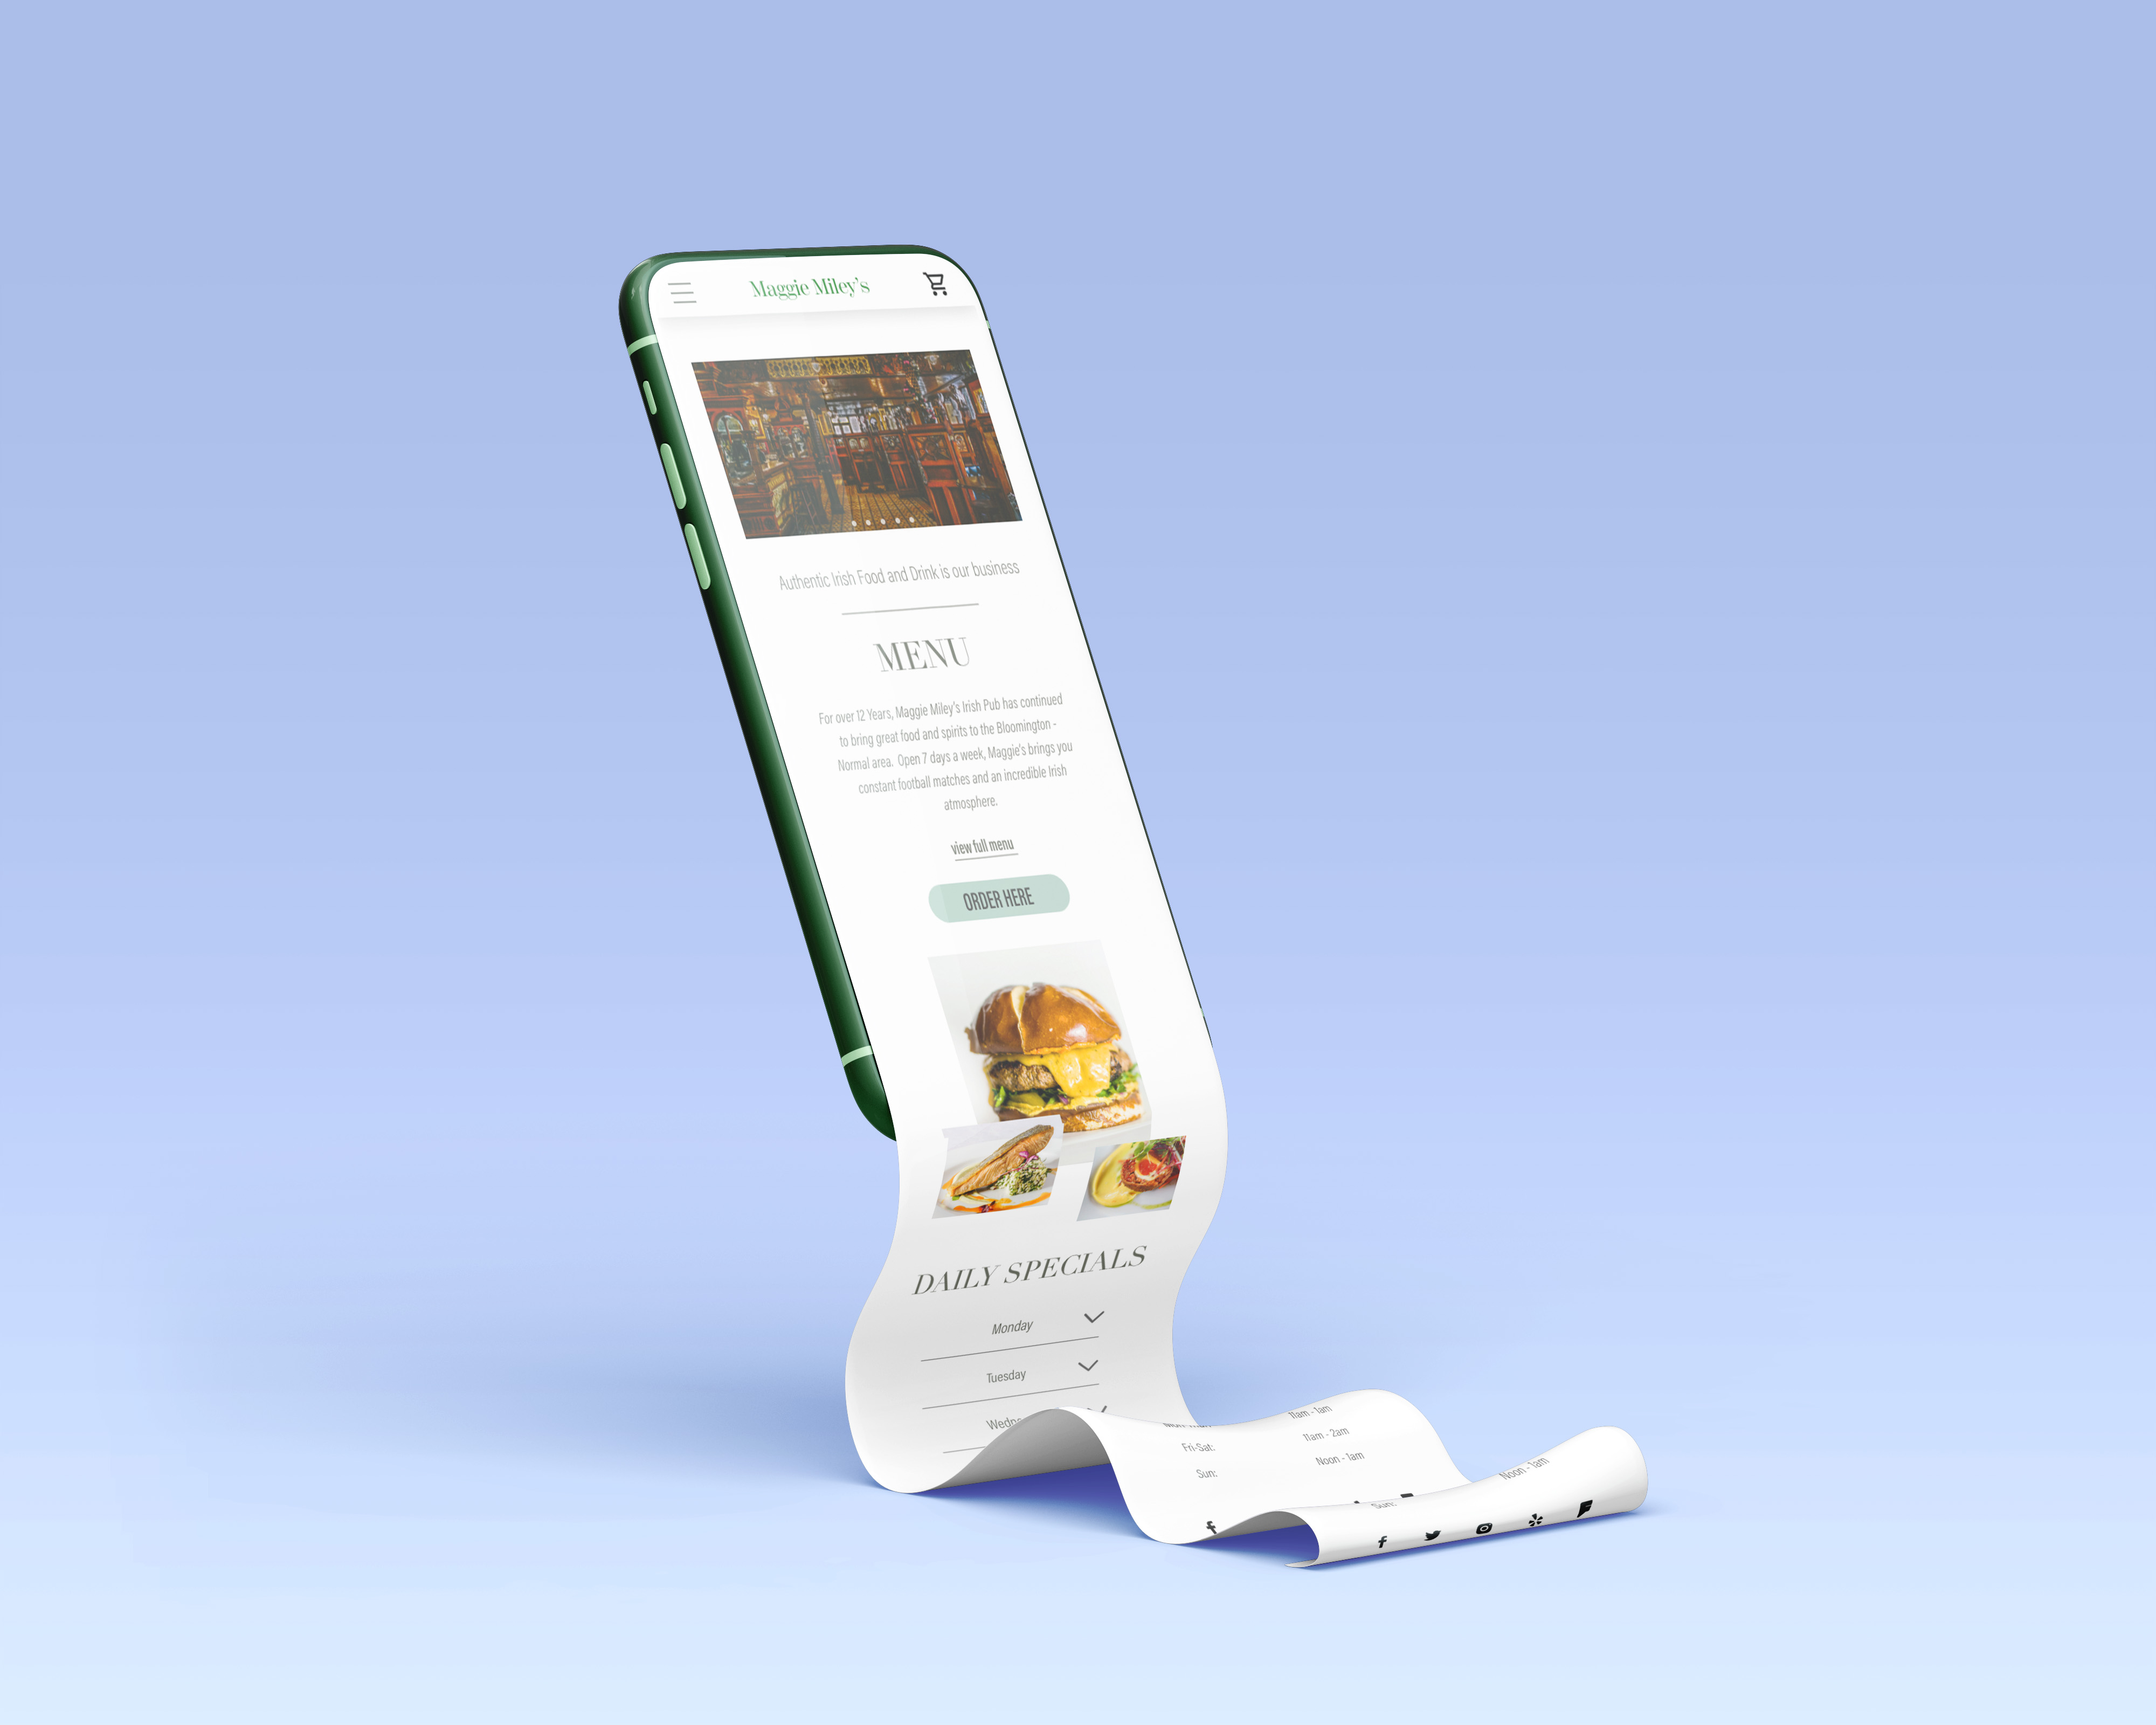 Maggie Miley's
Authentic Irish Food and Drink is our business
MENU
For over 12 Years, Maggie Miley's Irish Pub has continued
to bring great food and spirits to the Bloomington -
Normal area. Open 7 days a week, Maggie's brings you
constant football matches and an incredible Irish
atmosphere.
view full menu
ORDER HERE
DAILY SPECIALS
Monday
Tuesday
Wedne
11am - 1am
Fri-Sat: 11am - 2am
Sun: Noon - 1am
Sun: Noon - 1am